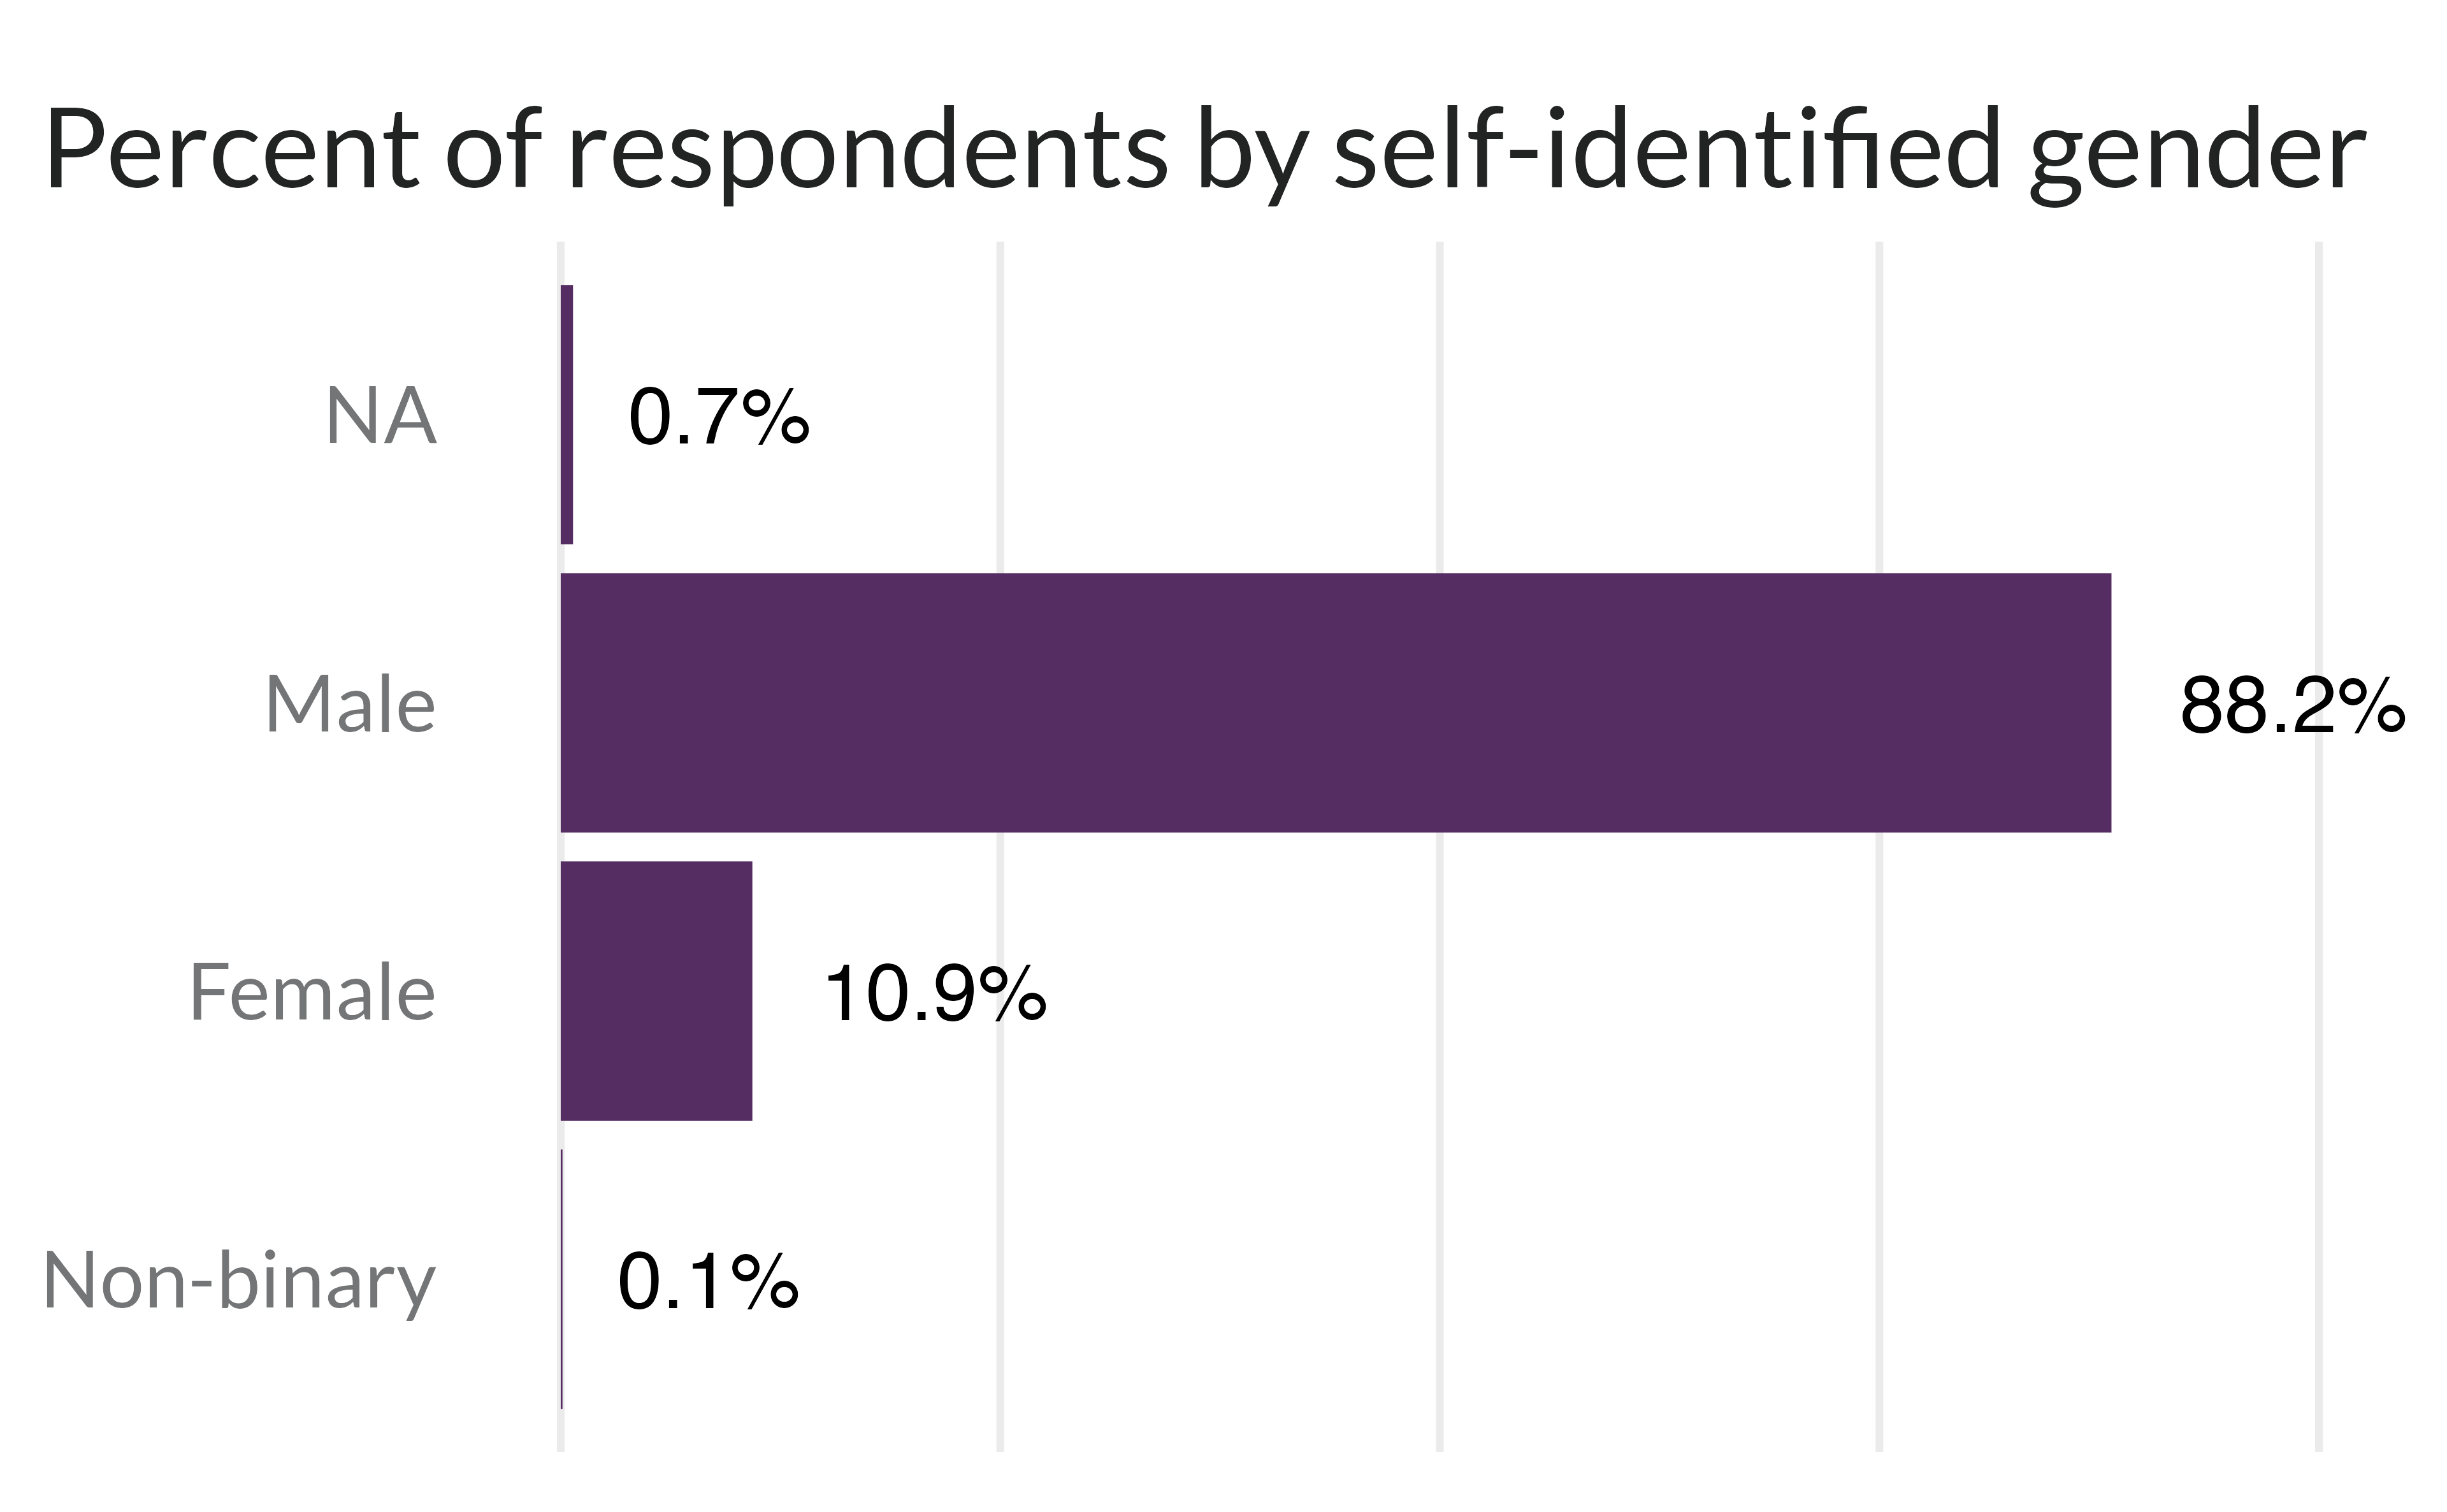 Percent of respondents by self-identified gender
NA 0.7%
Male 88.2%
Female 10.9%
Non-binary 0.1%